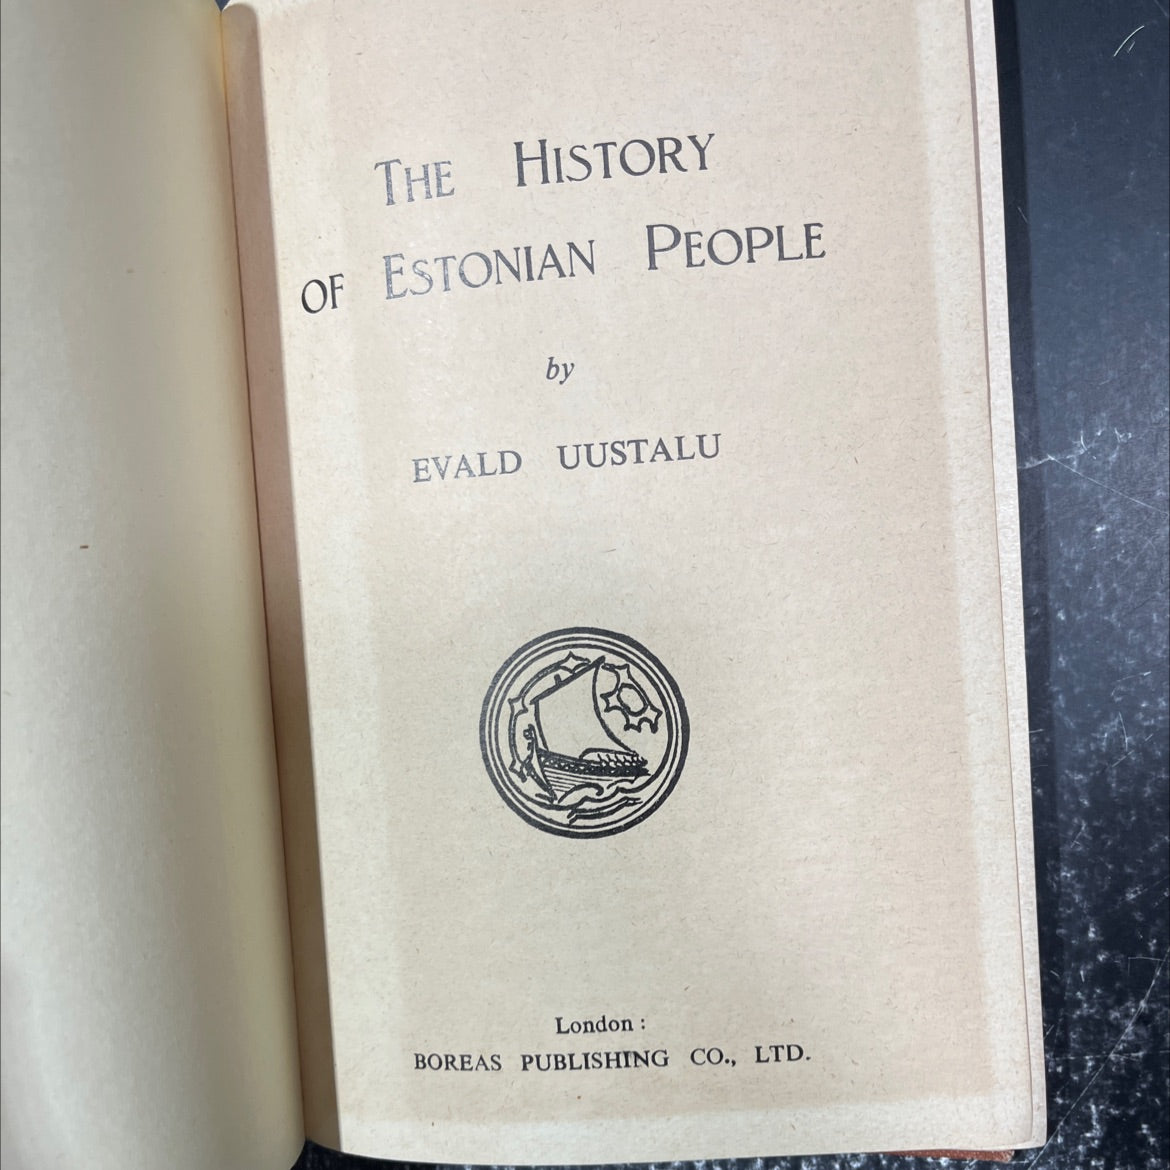 THE HISTORY
OF ESTONIAN PEOPLE
by
EVALD UUSTALU
London :
BOREAS PUBLISHING CO., LTD.